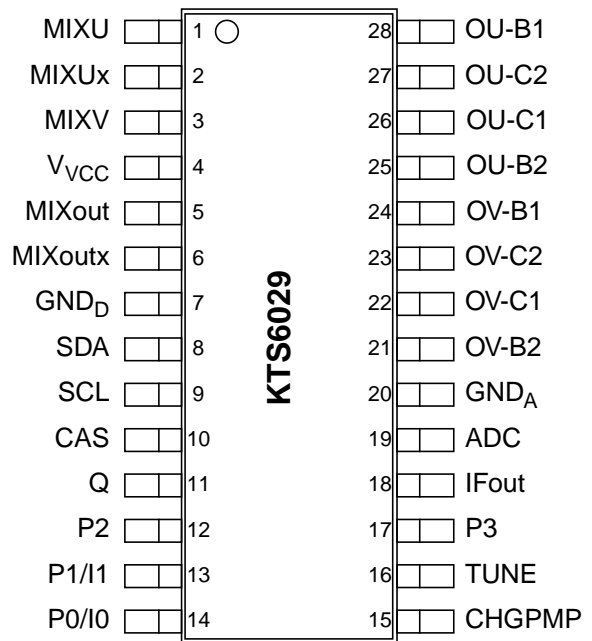 MIXU 1 28 OU-B1
MIXUx 2 27 OU-C2
MIXV 3 26 OU-C1
VVCC 4 25 OU-B2
MIXout 5 24 OV-B1
MIXoutx 6 23 OV-C2
GNDD 7 22 OV-C1
SDA 8 21 OV-B2
SCL 9 20 GNDA
CAS 10 19 ADC
Q 11 18 IFout
P2 12 17 P3
P1/I1 13 16 TUNE
P0/I0 14 15 CHGPMP
KTS6029